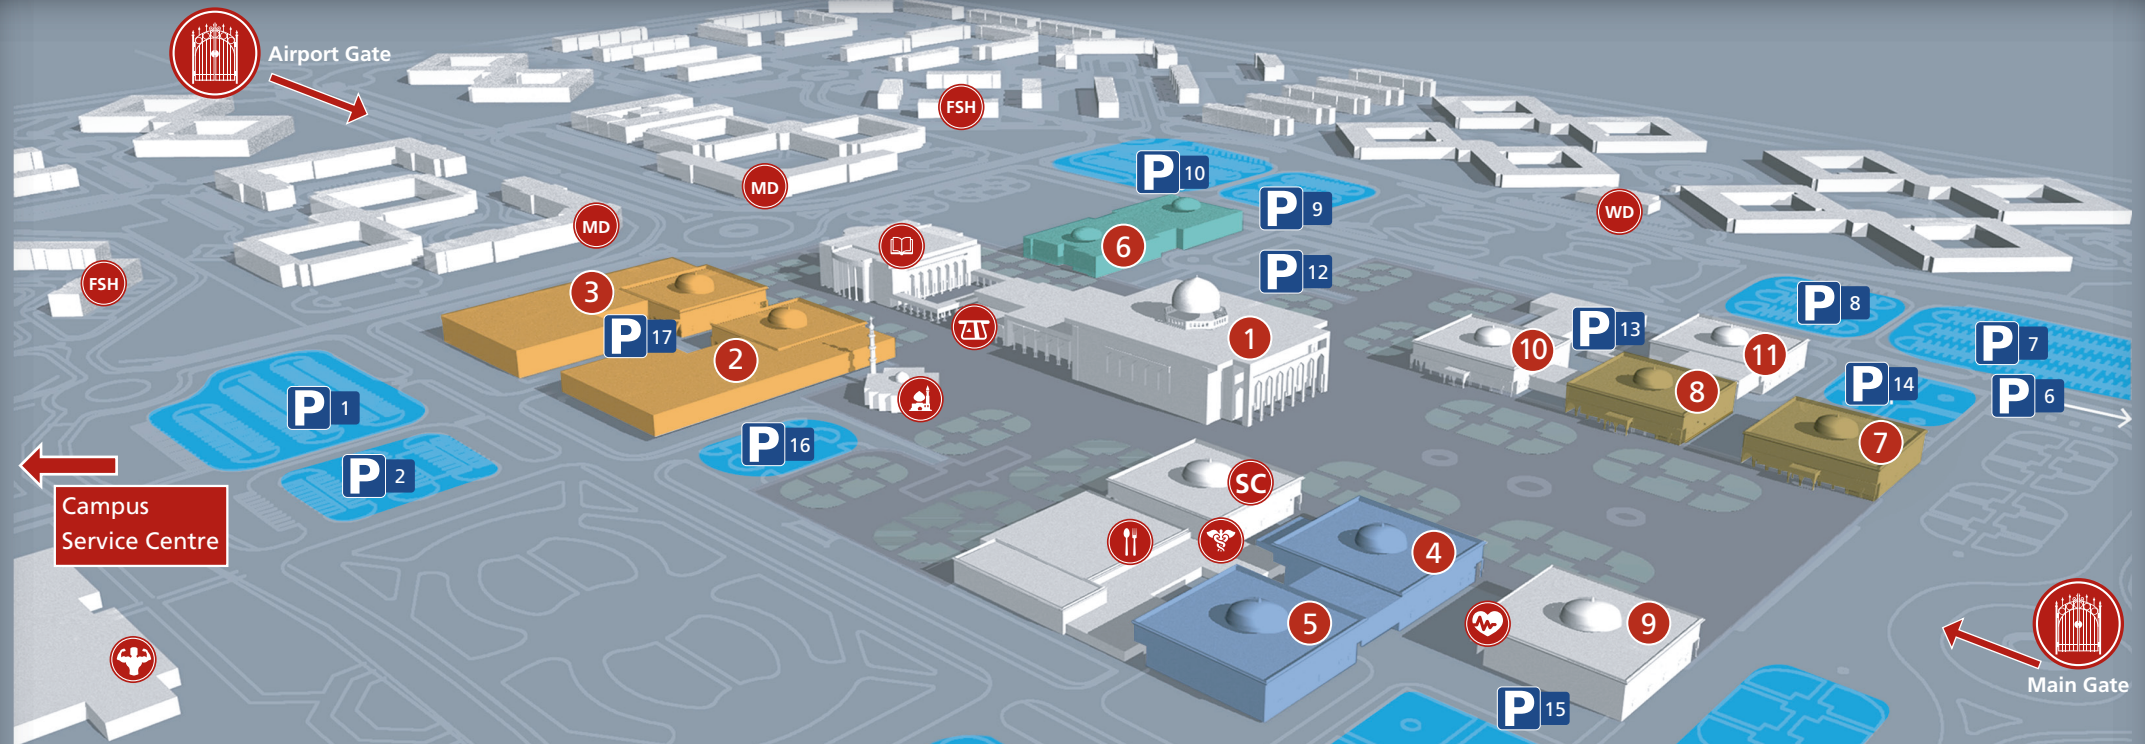 Airport Gate
FSH
P 10
MD
P 9
WD
MD
6
P 12
FSH
3
P 8
P 17
1
P 13
P 7
2
10
11
P 14
8
P 6
P 1
7
P 16
P 2
SC
Campus
Service Centre
4
5
9
Main Gate
P 15